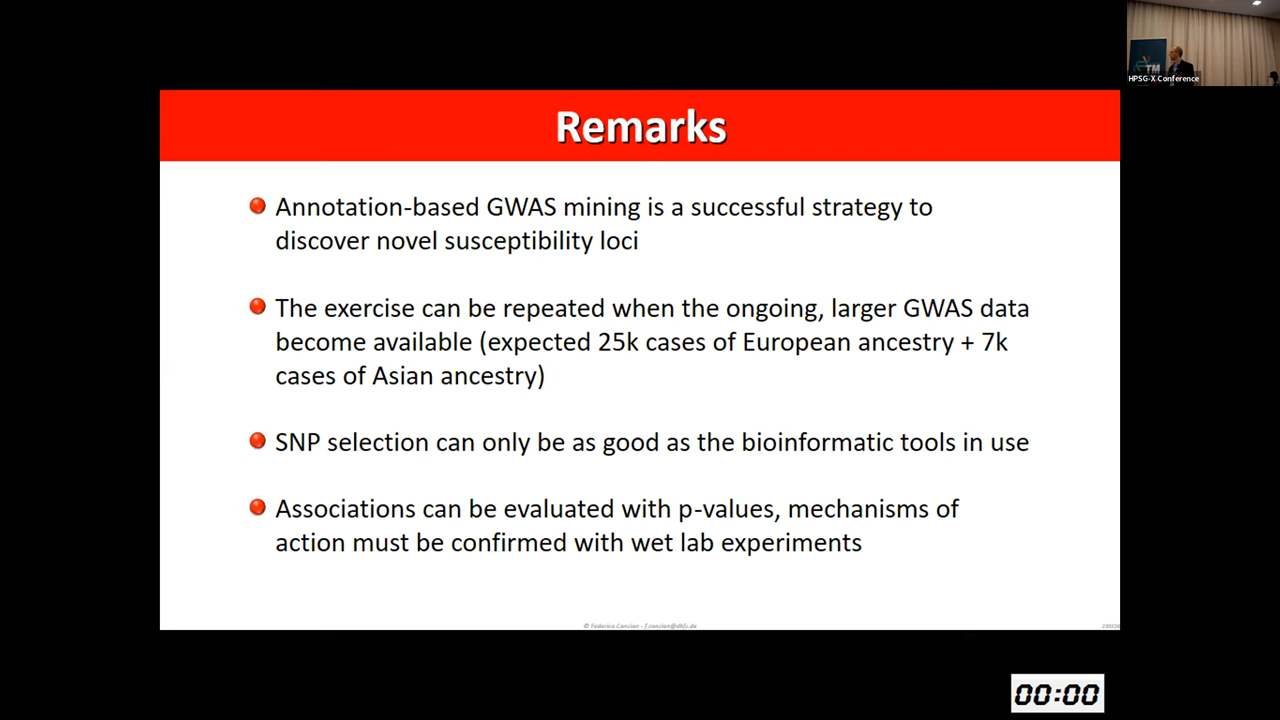 TM
HPSG-X Conference
Remarks
Annotation-based GWAS mining is a successful strategy to
discover novel susceptibility loci
The exercise can be repeated when the ongoing, larger GWAS data
become available (expected 25k cases of European ancestry + 7k
cases of Asian ancestry)
SNP selection can only be as good as the bioinformatic tools in use
Associations can be evaluated with p-values, mechanisms of
action must be confirmed with wet lab experiments
00:00